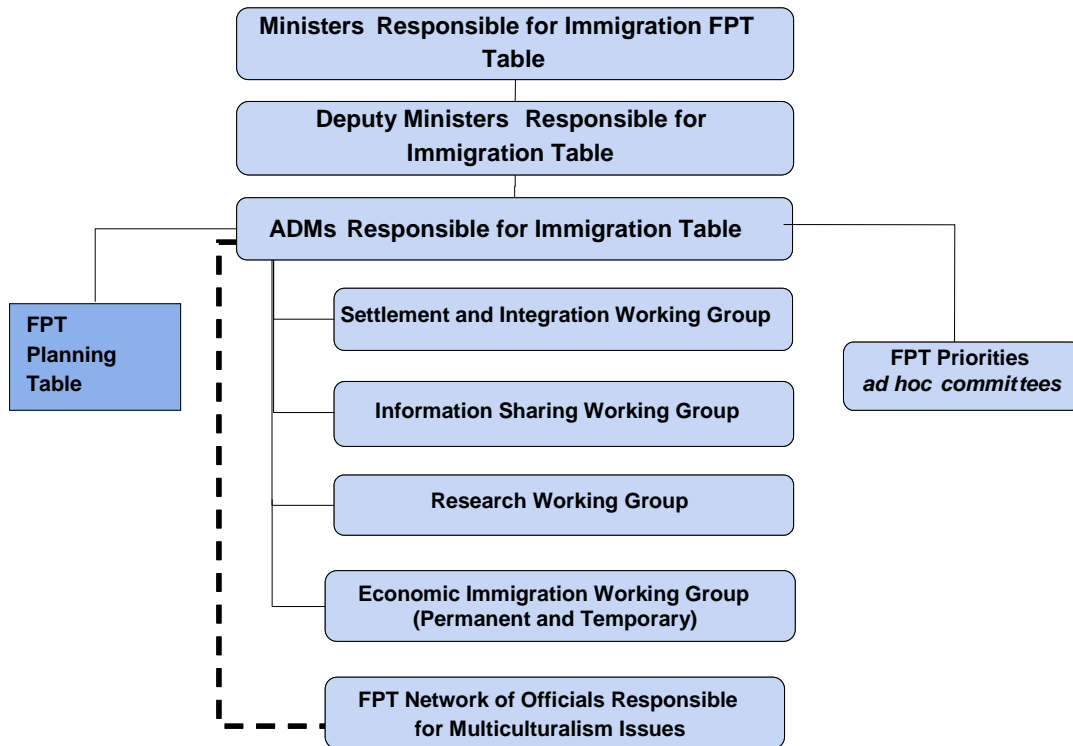 Ministers Responsible for Immigration FPT
Table
Deputy Ministers Responsible for
Immigration Table
ADMs Responsible for Immigration Table
FPT
Planning
Table
Settlement and Integration Working Group
FPT Priorities
ad hoc committees
Information Sharing Working Group
Research Working Group
Economic Immigration Working Group
(Permanent and Temporary)
FPT Network of Officials Responsible
for Multiculturalism Issues